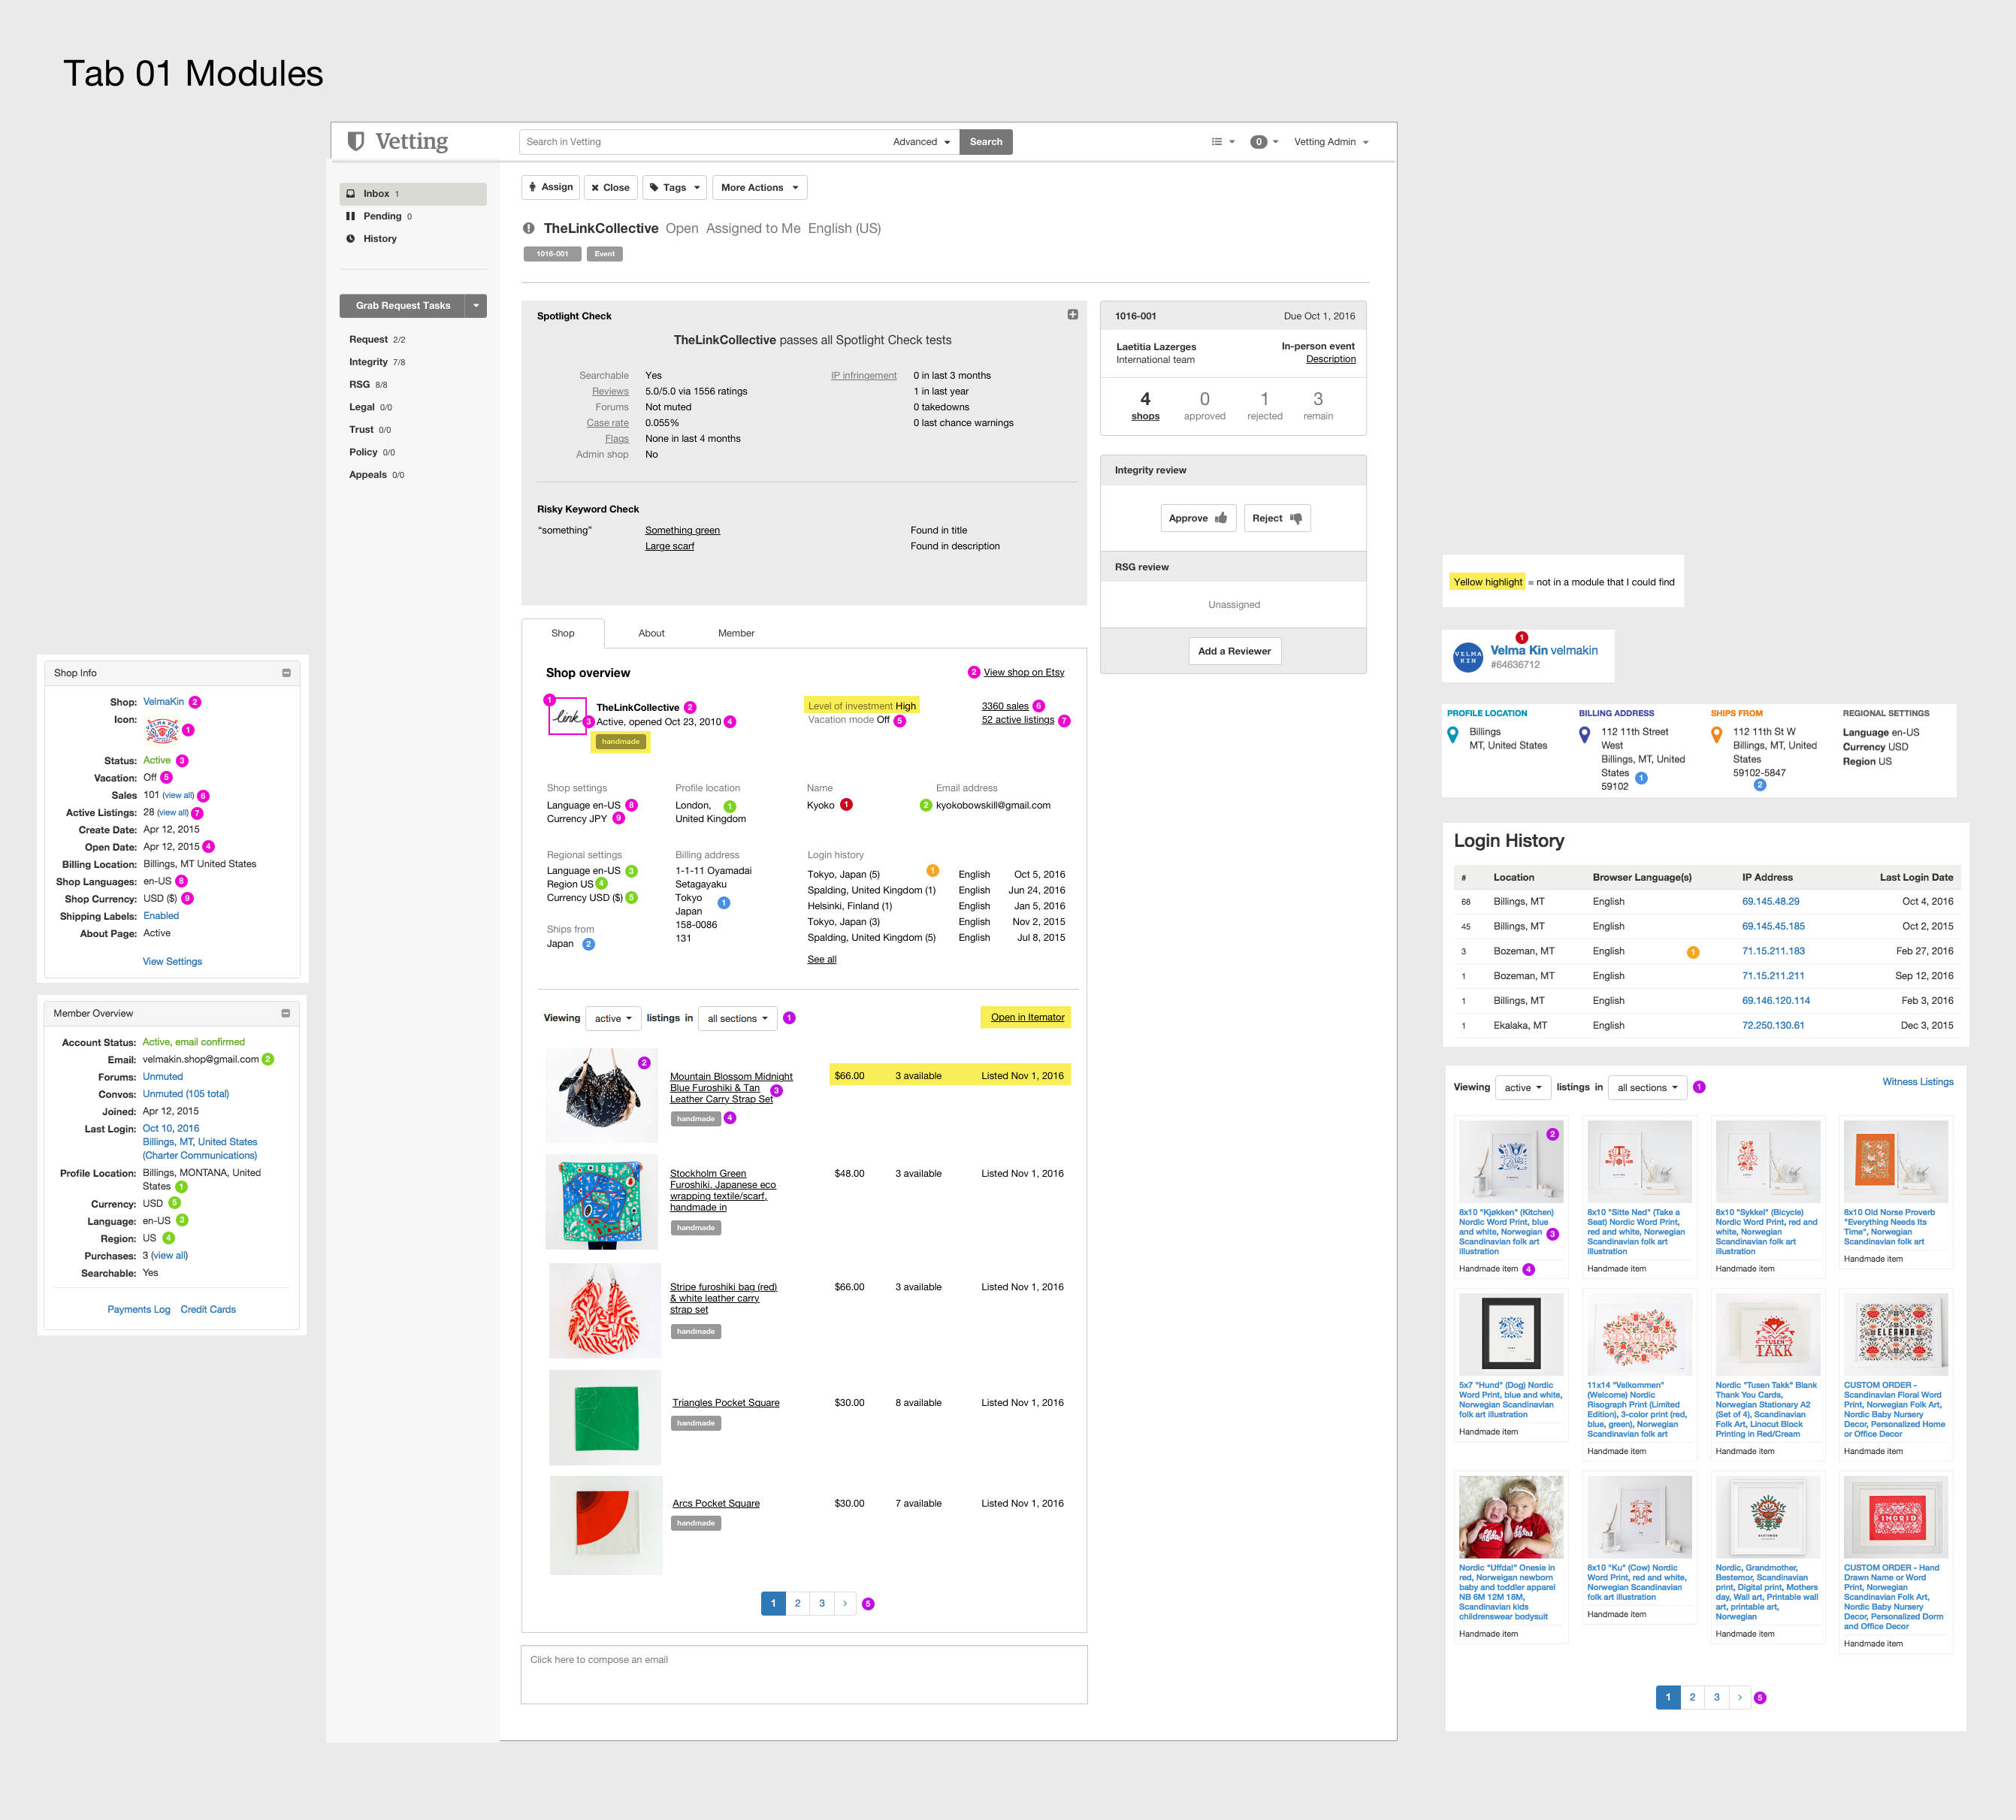 Tab 01 Modules
Vetting
Search in Vetting
Advanced
Search
0
Vetting Admin
Inbox 1
Pending 0
History
Grab Request Tasks
Request 2/2
Integrity 7/8
RSG 8/8
Legal 0/0
Trust 0/0
Policy 0/0
Appeals 0/0
Assign
Close
Tags
More Actions
TheLinkCollective Open Assigned to Me English (US)
1016-001
Event
Spotlight Check
TheLinkCollective passes all Spotlight Check tests
Searchable Yes
Reviews 5.0/5.0 via 1556 ratings
Forums Not muted
Case rate 0.055%
Flags None in last 4 months
Admin shop No
IP infringement 0 in last 3 months
1 in last year
0 takedowns
0 last chance warnings
Risky Keyword Check
“something” Something green Found in title
Large scarf Found in description
1016-001 Due Oct 1, 2016
Laetitia Lazerges In-person event
International team Description
4 0 1 3
shops approved rejected remain
Integrity review
Approve
Reject
RSG review
Unassigned
Add a Reviewer
Shop About Member
Shop overview
2 View shop on Etsy
1
link
TheLinkCollective 2
3 Active, opened Oct 23, 2010 4
handmade
Level of investment High
Vacation mode Off 5
3360 sales 6
52 active listings 7
Shop settings
Language en-US 8
Currency JPY 9
Profile location
London, 1
United Kingdom
Name
Kyoko 1
Email address
2 kyokobowskill@gmail.com
Regional settings
Language en-US 3
Region US 4
Currency USD ($) 5
Ships from
Japan 2
Billing address
1-1-11 Oyamadai
Setagayaku
Tokyo 1
Japan
158-0086
131
Login history
Tokyo, Japan (5) 1 English Oct 5, 2016
Spalding, United Kingdom (1) English Jun 24, 2016
Helsinki, Finland (1) English Jan 5, 2016
Tokyo, Japan (3) English Nov 2, 2015
Spalding, United Kingdom (5) English Jul 8, 2015
See all
Viewing active listings in all sections 1
Open in Itemator
2
Mountain Blossom Midnight
Blue Furoshiki & Tan 3
Leather Carry Strap Set
handmade 4
$66.00 3 available Listed Nov 1, 2016
Stockholm Green
Furoshiki. Japanese eco
wrapping textile/scarf,
handmade in
handmade
$48.00 3 available Listed Nov 1, 2016
Stripe furoshiki bag (red)
& white leather carry
strap set
handmade
$66.00 3 available Listed Nov 1, 2016
Triangles Pocket Square
handmade
$30.00 8 available Listed Nov 1, 2016
Arcs Pocket Square
handmade
$30.00 7 available Listed Nov 1, 2016
1 2 3 › 5
Click here to compose an email
Shop Info
Shop: VelmaKin 2
Icon:
VELMA KIN
1
Status: Active 3
Vacation: Off 5
Sales 101 (view all) 6
Active Listings: 28 (view all) 7
Create Date: Apr 12, 2015
Open Date: Apr 12, 2015 4
Billing Location: Billings, MT United States
Shop Languages: en-US 8
Shop Currency: USD ($) 9
Shipping Labels: Enabled
About Page: Active
View Settings
Member Overview
Account Status: Active, email confirmed
Email: velmakin.shop@gmail.com 2
Forums: Unmuted
Convos: Unmuted (105 total)
Joined: Apr 12, 2015
Last Login: Oct 10, 2016
Billings, MT, United States
(Charter Communications)
Profile Location: Billings, MONTANA, United
States 1
Currency: USD 5
Language: en-US 3
Region: US 4
Purchases: 3 (view all)
Searchable: Yes
Payments Log Credit Cards
Yellow highlight = not in a module that I could find
1
VELMA
KIN
Velma Kin velmakin
#64636712
PROFILE LOCATION
Billings
MT, United States
BILLING ADDRESS
112 11th Street
West
Billings, MT, United
States 1
59102
SHIPS FROM
112 11th St W
Billings, MT, United
States
59102-5847
2
REGIONAL SETTINGS
Language en-US
Currency USD
Region US
Login History
# Location Browser Language(s) IP Address Last Login Date
68 Billings, MT English 69.145.48.29 Oct 4, 2016
45 Billings, MT English 69.145.45.185 Oct 2, 2015
3 Bozeman, MT English 1 71.15.211.183 Feb 27, 2016
1 Bozeman, MT English 71.15.211.211 Sep 12, 2016
1 Billings, MT English 69.146.120.114 Feb 3, 2016
1 Ekalaka, MT English 72.250.130.61 Dec 3, 2015
Viewing active listings in all sections 1
Witness Listings
2
8x10 "Kjøkken" (Kitchen)
Nordic Word Print, blue
and white, Norwegian
Scandinavian folk art 3
illustration
Handmade item 4
8x10 "Sitte Ned" (Take a
Seat) Nordic Word Print,
red and white, Norwegian
Scandinavian folk art
illustration
Handmade item
8x10 "Sykkel" (Bicycle)
Nordic Word Print, red and
white, Norwegian
Scandinavian folk art
illustration
Handmade item
8x10 Old Norse Proverb
"Everything Needs Its
Time", Norwegian
Scandinavian folk art
Handmade item
5x7 "Hund" (Dog) Nordic
Word Print, blue and white,
Norwegian Scandinavian
folk art illustration
Handmade item
11x14 "Velkommen"
(Welcome) Nordic
Risograph Print (Limited
Edition), 3-color print (red,
blue, green), Norwegian
Scandinavian folk art
Handmade item
TUSEN
TAKK
Nordic "Tusen Takk" Blank
Thank You Cards,
Norwegian Stationary A2
(Set of 4), Scandinavian
Folk Art, Linocut Block
Printing in Red/Cream
Handmade item
ELEANOR
CUSTOM ORDER -
Scandinavian Floral Word
Print, Norwegian Folk Art,
Nordic Baby Nursery
Decor, Personalized Home
or Office Decor
Handmade item
Nordic "Uffda!" Onesie in
red, Norweigan newborn
baby and toddler apparel
NB 6M 12M 18M,
Scandinavian kids
childrenswear bodysuit
Handmade item
8x10 "Ku" (Cow) Nordic
Word Print, red and white,
Norwegian Scandinavian
folk art illustration
Handmade item
Nordic, Grandmother,
Bestemor, Scandinavian
print, Digital print, Mothers
day, Wall art, Printable wall
art, printable art,
Norwegian
Handmade item
INGRID
CUSTOM ORDER - Hand
Drawn Name or Word
Print, Norwegian
Scandinavian Folk Art,
Nordic Baby Nursery
Decor, Personalized Dorm
and Office Decor
Handmade item
1 2 3 › 5